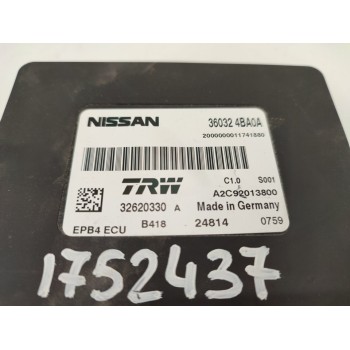 NISSAN 36032 4BA0A
2000000011741880
TRW C1.0 S001
A2C92013800
32620330 A Made in Germany
EPB4 ECU B418 24814 0759
1752437